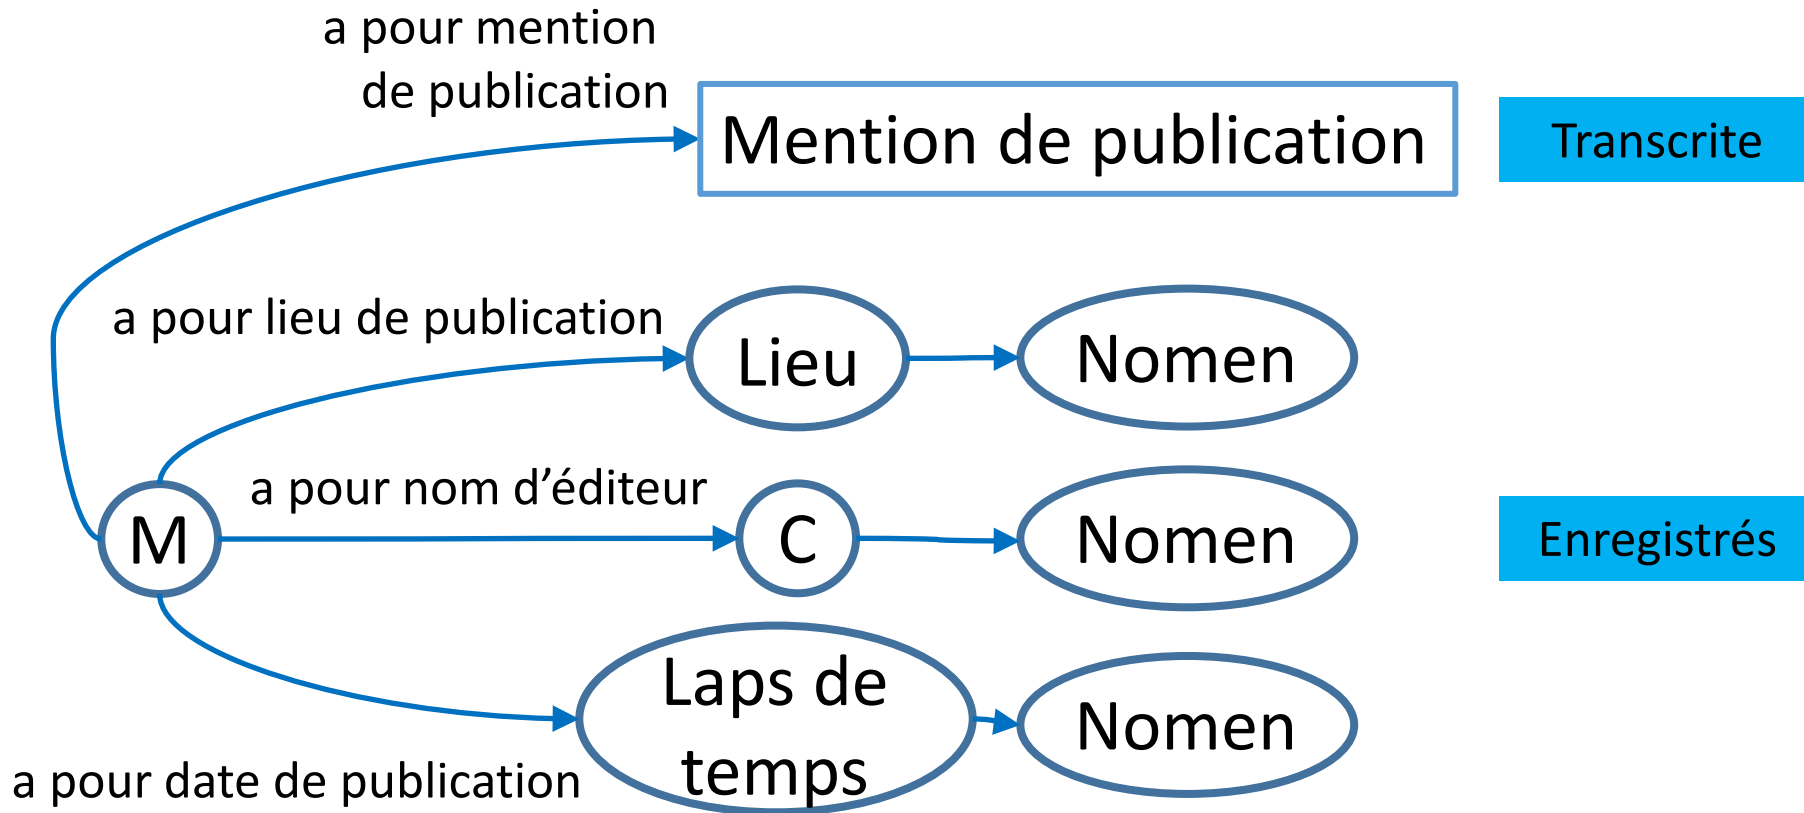 a pour mention
de publication
Mention de publication
Transcrite
a pour lieu de publication
Lieu
Nomen
a pour nom d’éditeur
M
C
Nomen
Enregistrés
Laps de
temps
Nomen
a pour date de publication